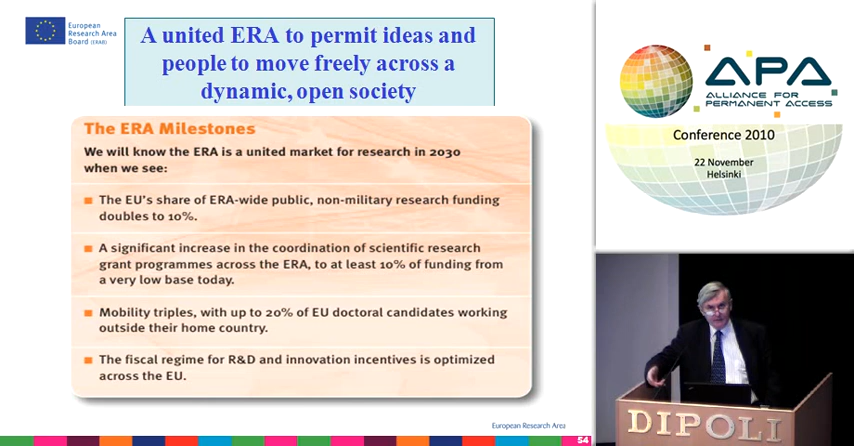 European
Research Area
Board (ERAB)
A united ERA to permit ideas and
people to move freely across a
dynamic, open society
The ERA Milestones
We will know the ERA is a united market for research in 2030
when we see:
The EU's share of ERA-wide public, non-military research funding
doubles to 10%.
A significant increase in the coordination of scientific research
grant programmes across the ERA, to at least 10% of funding from
a very low base today.
Mobility triples, with up to 20% of EU doctoral candidates working
outside their home country.
The fiscal regime for R&D and innovation incentives is optimized
across the EU.
European Research Area
54
APA
ALLIANCE FOR
PERMANENT ACCESS
Conference 2010
22 November
Helsinki
DIPOLI